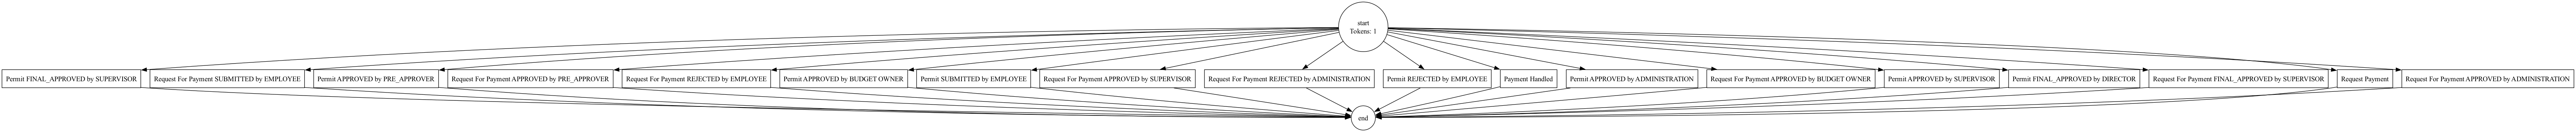 start
Tokens: 1
Permit FINAL_APPROVED by SUPERVISOR
Request For Payment SUBMITTED by EMPLOYEE
Permit APPROVED by PRE_APPROVER
Request For Payment APPROVED by PRE_APPROVER
Request For Payment REJECTED by EMPLOYEE
Permit APPROVED by BUDGET OWNER
Permit SUBMITTED by EMPLOYEE
Request For Payment APPROVED by SUPERVISOR
Request For Payment REJECTED by ADMINISTRATION
Permit REJECTED by EMPLOYEE
Payment Handled
Permit APPROVED by ADMINISTRATION
Request For Payment APPROVED by BUDGET OWNER
Permit APPROVED by SUPERVISOR
Permit FINAL_APPROVED by DIRECTOR
Request For Payment FINAL_APPROVED by SUPERVISOR
Request Payment
Request For Payment APPROVED by ADMINISTRATION
end